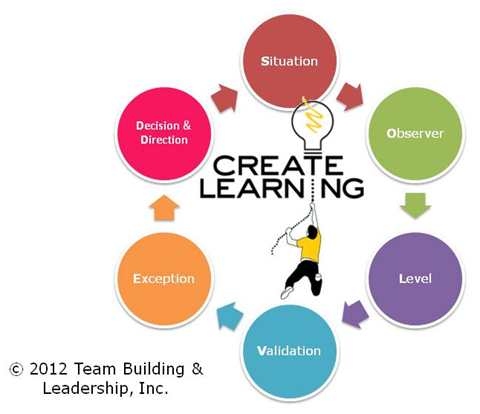 Situation
Observer
Level
Validation
Exception
Decision &
Direction
CREATE
LEARNING
© 2012 Team Building &
Leadership, Inc.